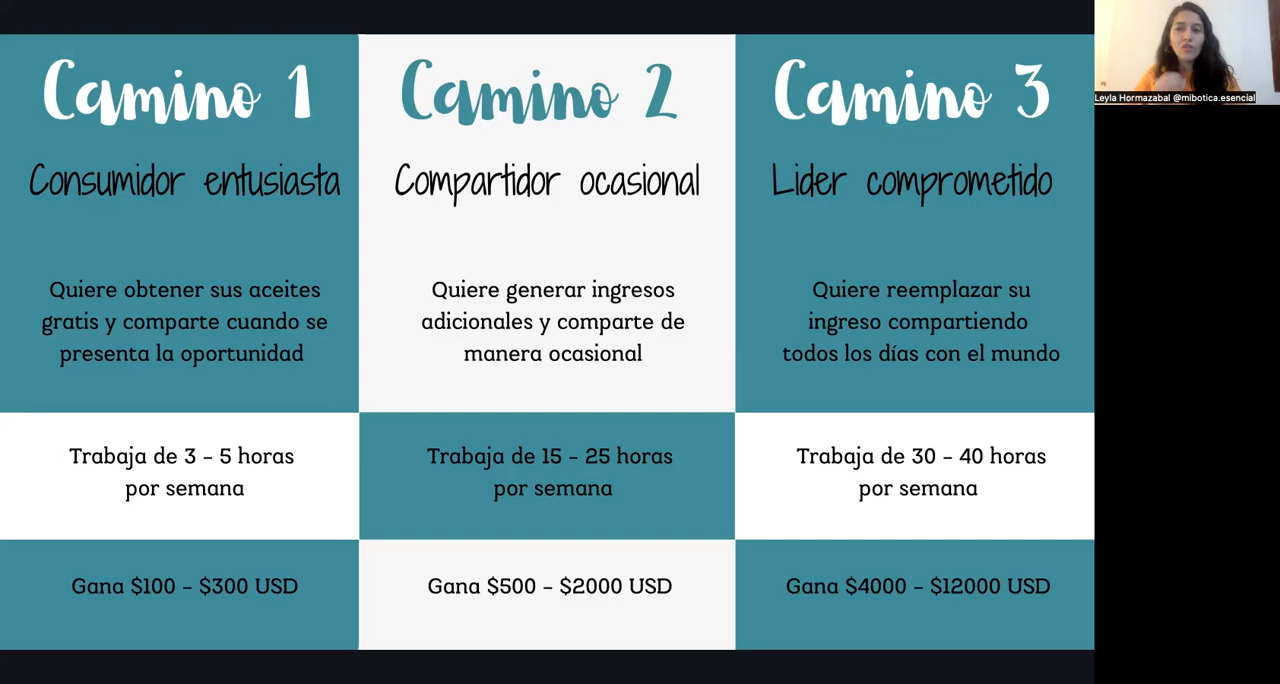 Camino 1
Consumidor entusiasta
Quiere obtener sus aceites
gratis y comparte cuando se
presenta la oportunidad
Trabaja de 3 - 5 horas
por semana
Gana $100 - $300 USD
Camino 2
Compartidor ocasional
Quiere generar ingresos
adicionales y comparte de
manera ocasional
Trabaja de 15 - 25 horas
por semana
Gana $500 - $2000 USD
Camino 3
Lider comprometido
Quiere reemplazar su
ingreso compartiendo
todos los días con el mundo
Trabaja de 30 - 40 horas
por semana
Gana $4000 - $12000 USD
Leyla Hormazabal @mibotica.esencial